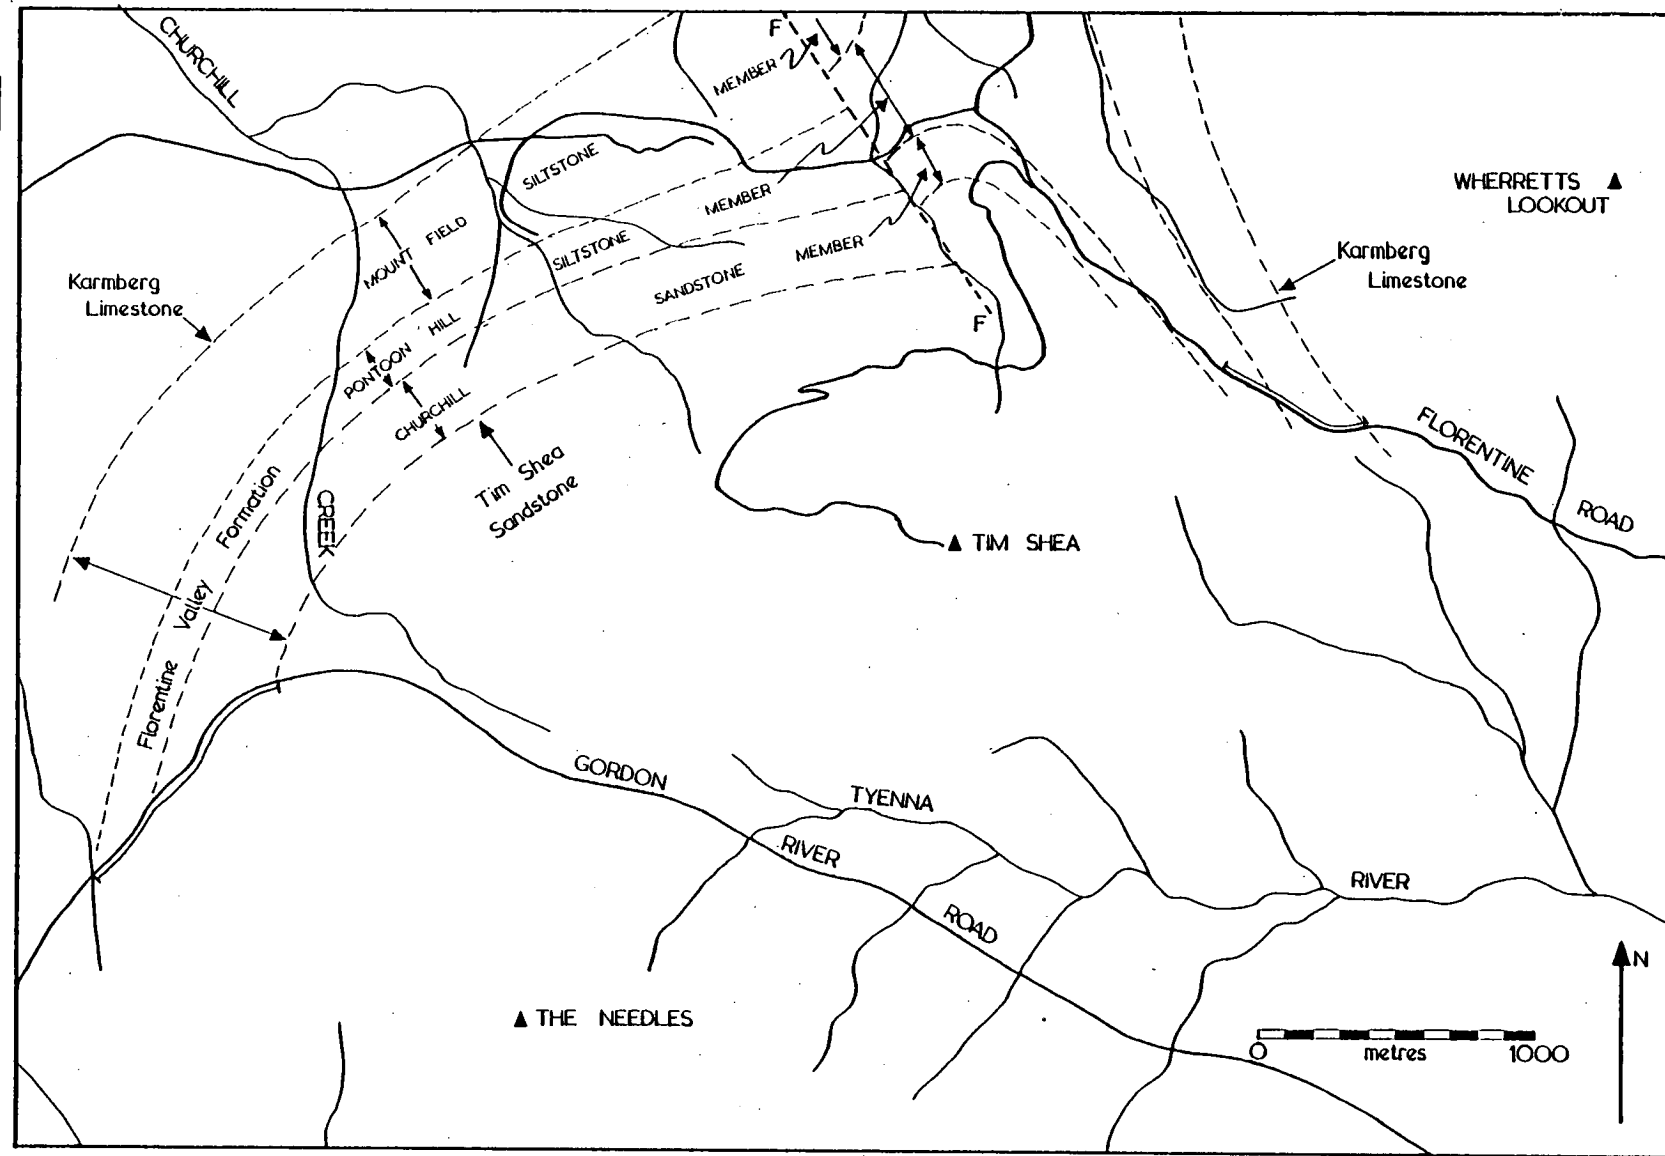 CHURCHILL
F
MEMBER
SILTSTONE
MEMBER
WHERRETTS
LOOKOUT
MOUNT FIELD
SILTSTONE
MEMBER
Karmberg
Limestone
SANDSTONE
Karmberg
Limestone
PONTOON HILL
F
CHURCHILL
FLORENTINE
ROAD
Tim Shea
Sandstone
CREEK
TIM SHEA
Florentine Valley Formation
GORDON
RIVER
ROAD
TYENNA
RIVER
THE NEEDLES
N
0 metres 1000